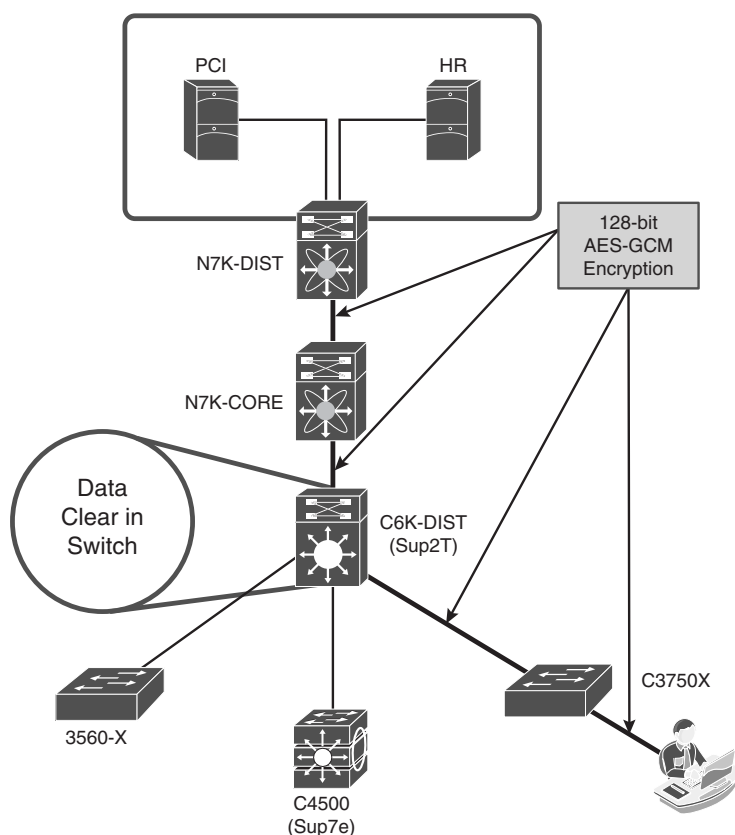 PCI
HR
128-bit
AES-GCM
Encryption
N7K-DIST
N7K-CORE
Data
Clear in
Switch
C6K-DIST
(Sup2T)
C3750X
3560-X
C4500
(Sup7e)